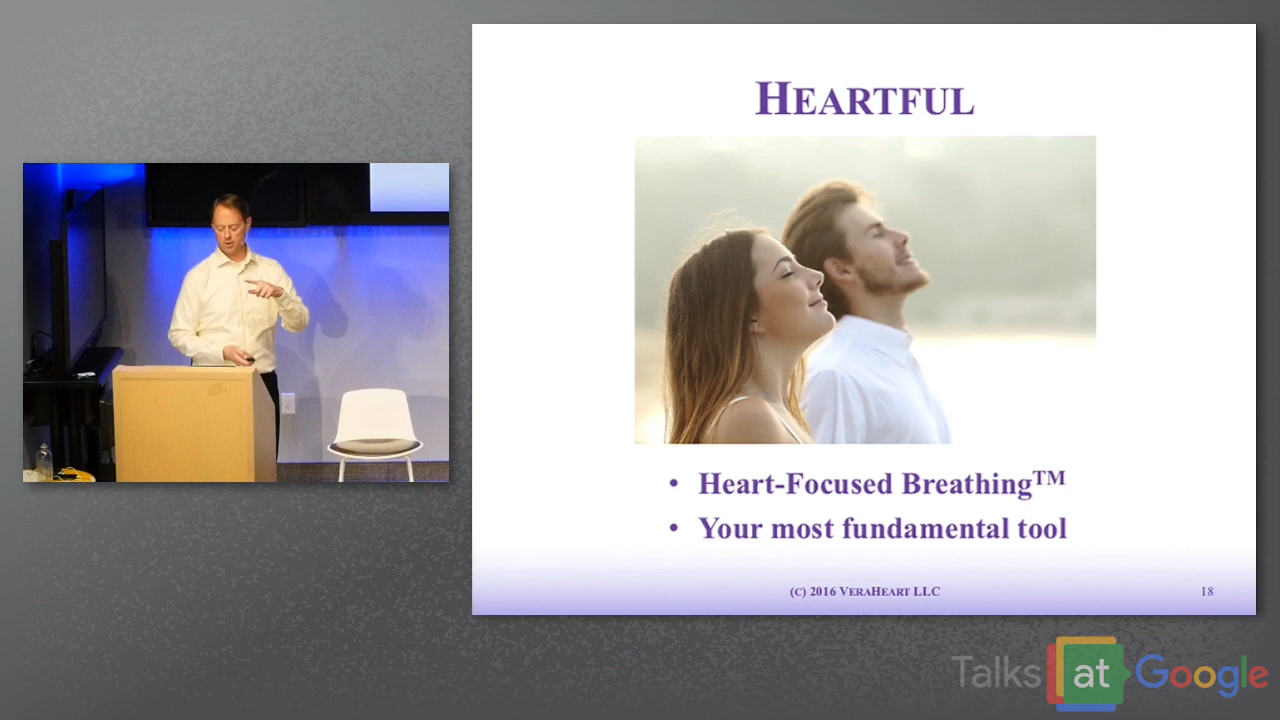 HEARTFUL
• Heart-Focused Breathing™
• Your most fundamental tool
(C) 2016 VERAHEART LLC
18
Talks at Google